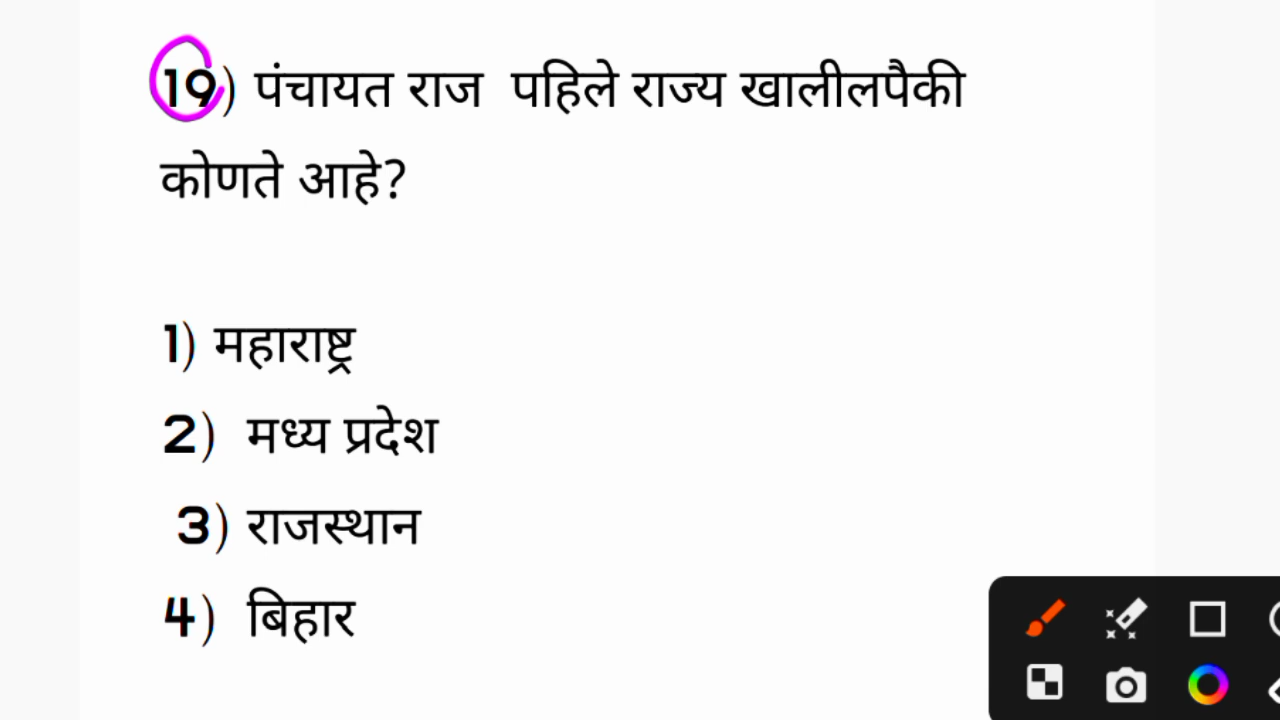 19) पंचायत राज पहिले राज्य खालीलपैकी
कोणते आहे?
1) महाराष्ट्र
2) मध्य प्रदेश
3) राजस्थान
4) बिहार